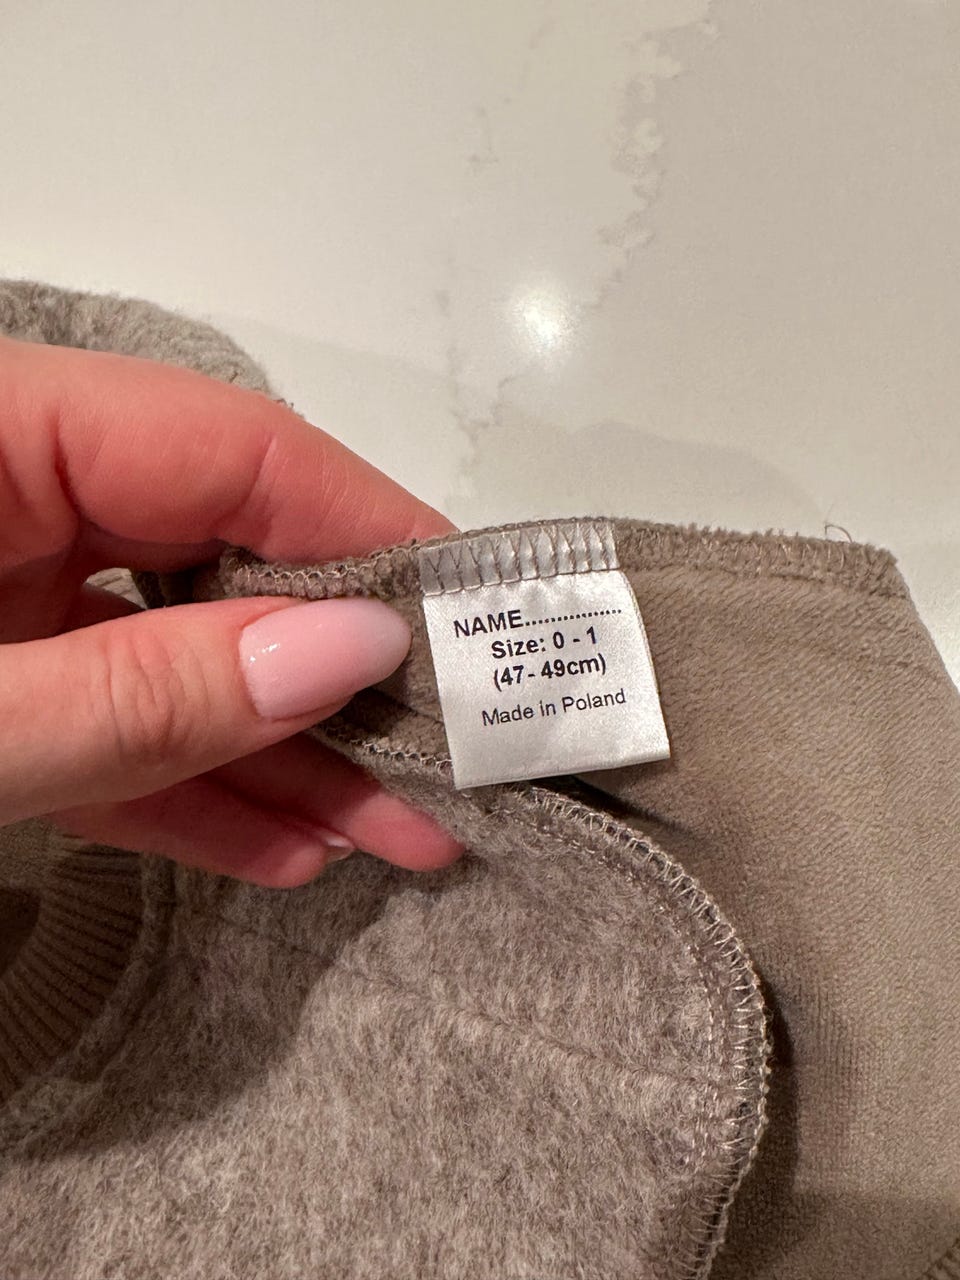 NAME.................
Size: 0 - 1
(47- 49cm)
Made in Poland